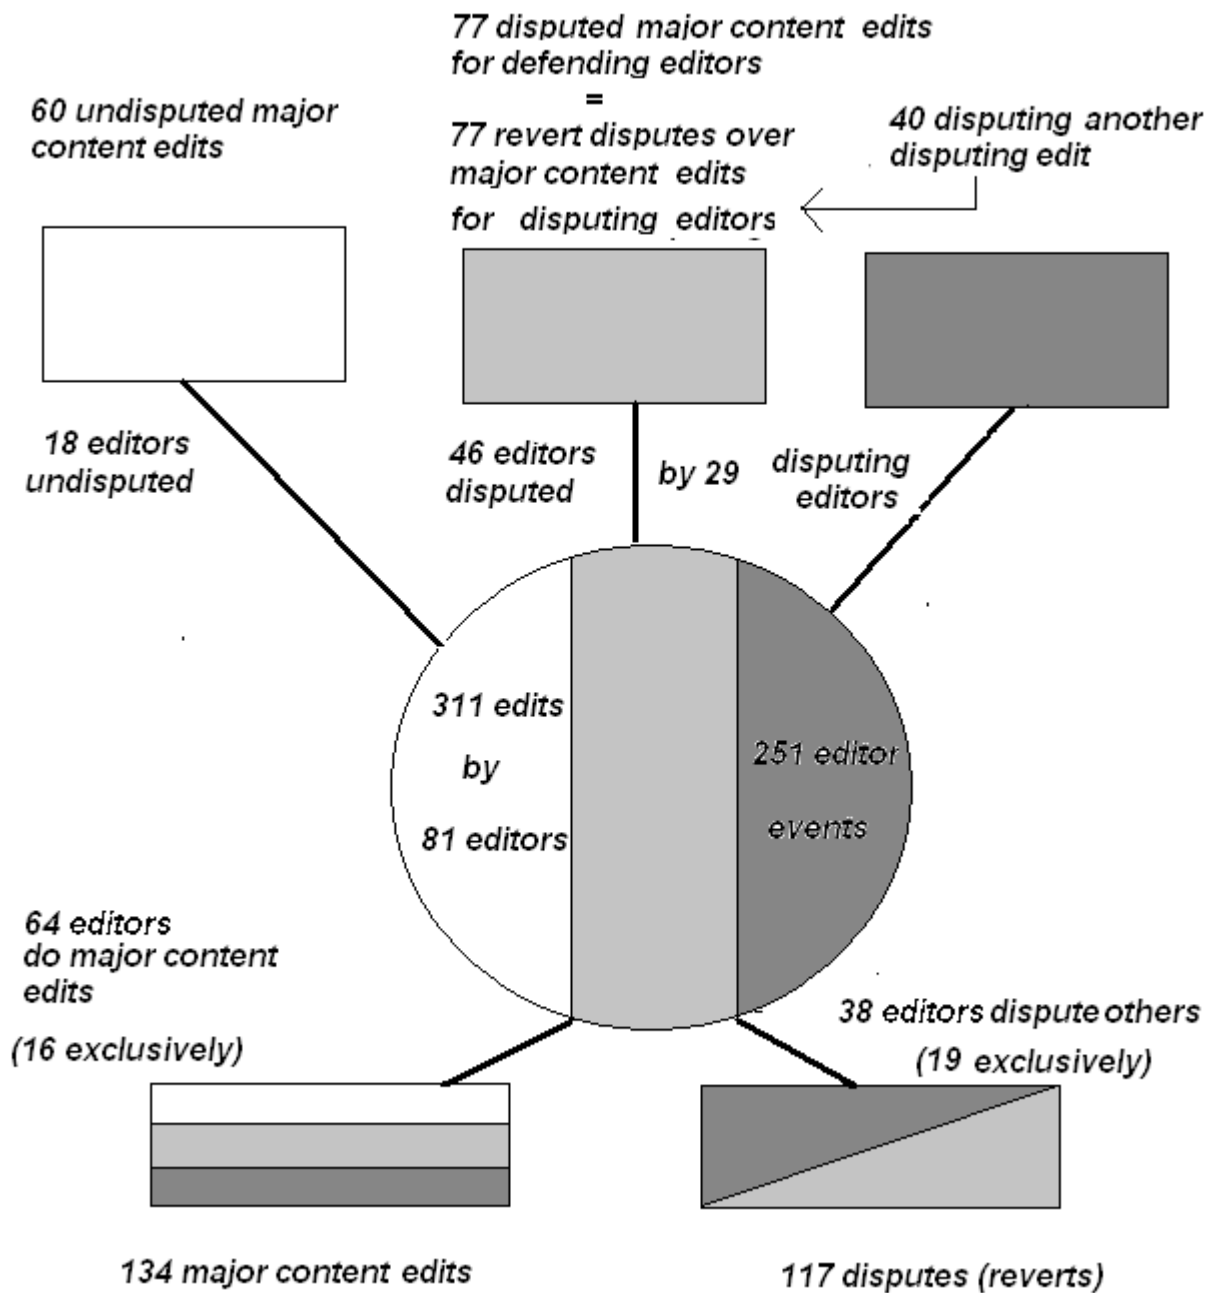 77 disputed major content edits
for defending editors
=
77 revert disputes over
major content edits
for disputing editors
60 undisputed major
content edits
40 disputing another
disputing edit
18 editors
undisputed
46 editors
disputed
by 29
disputing
editors
311 edits
by
81 editors
251 editor
events
64 editors
do major content
edits
(16 exclusively)
38 editors dispute others
(19 exclusively)
134 major content edits
117 disputes (reverts)